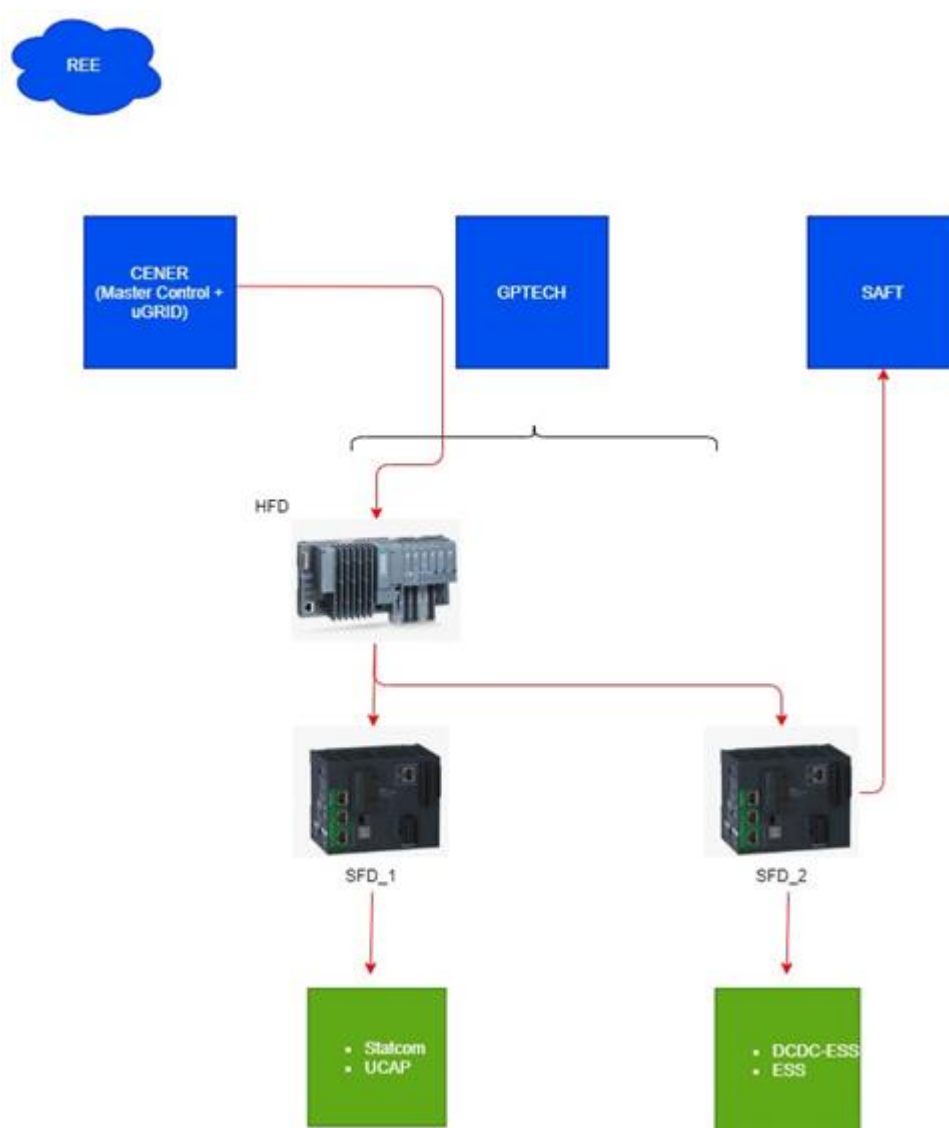 REE
CENER
(Master Control +
uGRID)
GPTECH
SAFT
HFD
SFD_1
SFD_2
Statcom
UCAP
DCDC-ESS
ESS